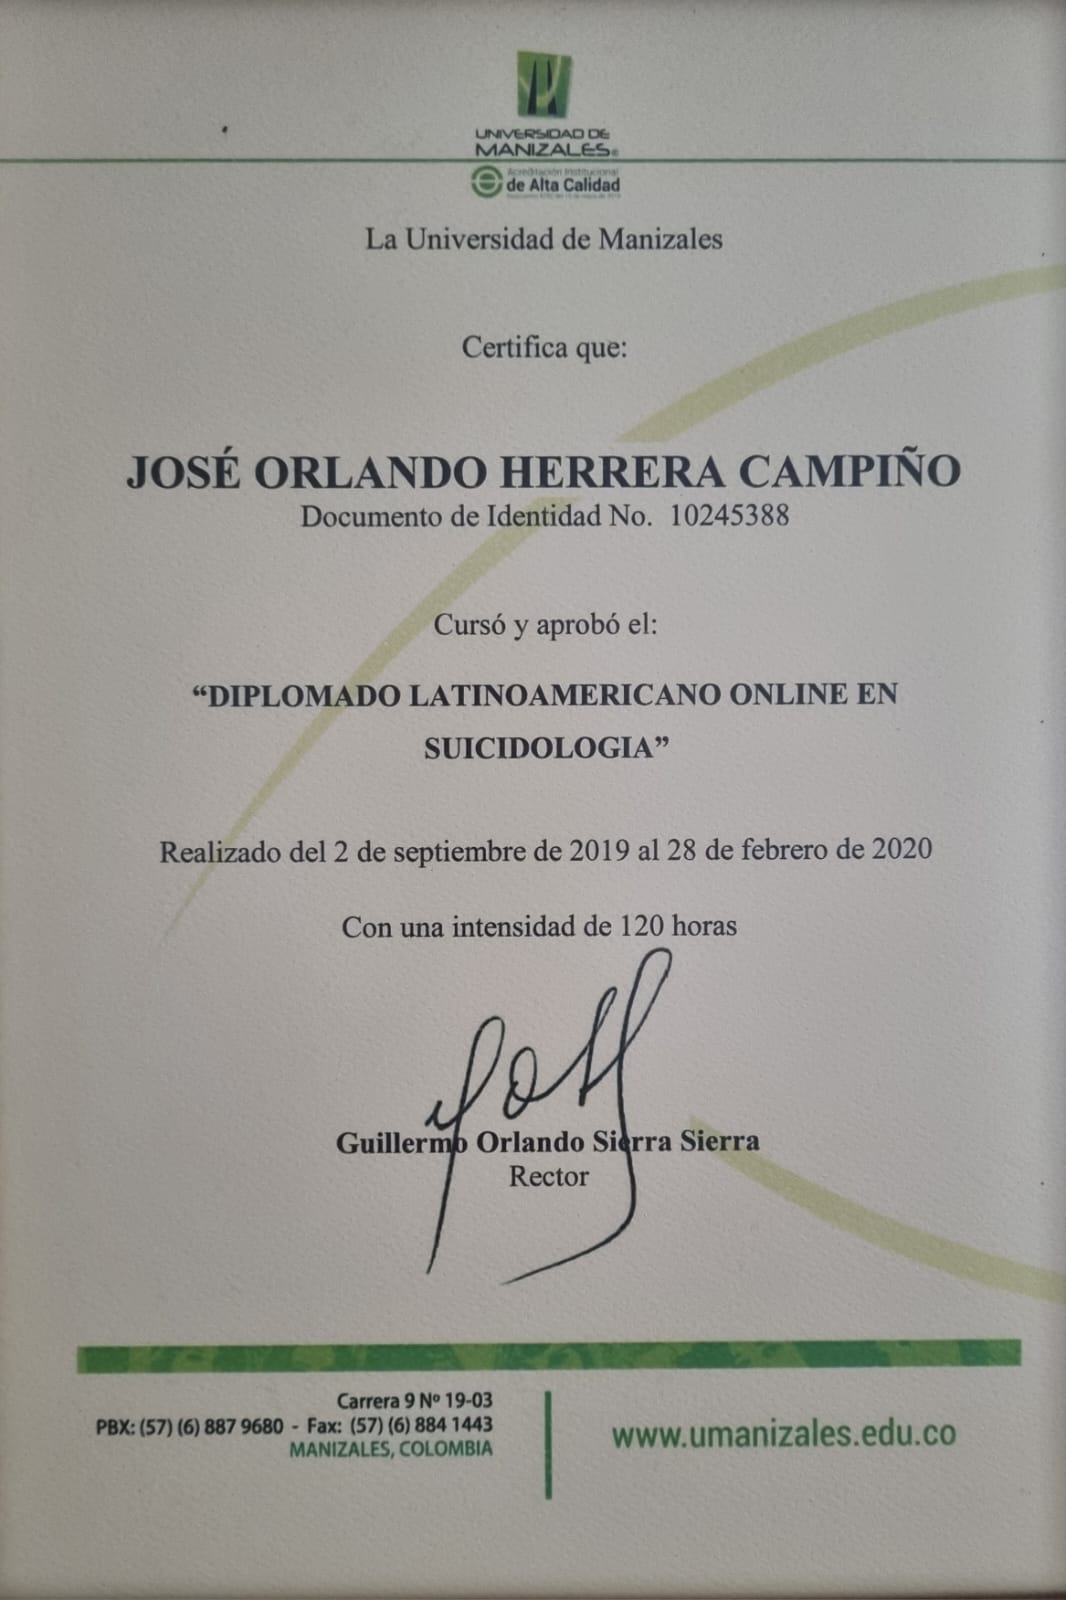 UNIVERSIDAD DE
MANIZALES®
Acreditación Institucional
de Alta Calidad
La Universidad de Manizales
Certifica que:
JOSÉ ORLANDO HERRERA CAMPIÑO
Documento de Identidad No. 10245388
Cursó y aprobó el:
“DIPLOMADO LATINOAMERICANO ONLINE EN
SUICIDOLOGIA”
Realizado del 2 de septiembre de 2019 al 28 de febrero de 2020
Con una intensidad de 120 horas
Guillermo Orlando Sierra Sierra
Rector
Carrera 9 Nº 19-03
PBX: (57) (6) 887 9680 - Fax: (57) (6) 884 1443
MANIZALES, COLOMBIA
www.umanizales.edu.co